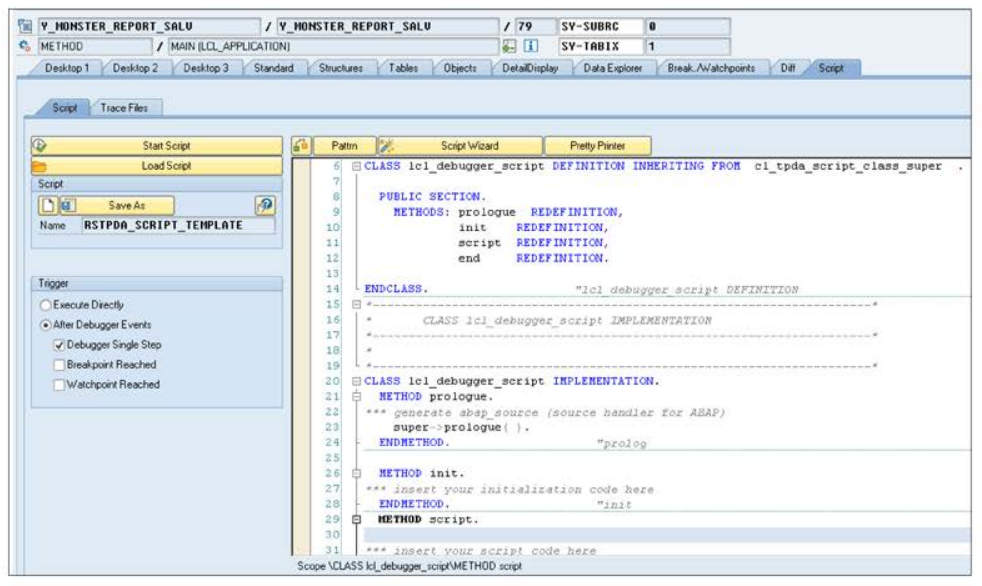 Y_MONSTER_REPORT_SALV / Y_MONSTER_REPORT_SALV / 79 SY-SUBRC 0
METHOD / MAIN (LCL_APPLICATION) SY-TABIX 1
Desktop 1 Desktop 2 Desktop 3 Standard Structures Tables Objects DetailDisplay Data Explorer Break./Watchpoints Diff Script
Script Trace Files
Start Script
Load Script
Script
Save As
Name RSTPDA_SCRIPT_TEMPLATE
Trigger
Execute Directly
After Debugger Events
Debugger Single Step
Breakpoint Reached
Watchpoint Reached
Pattrn Script Wizard Pretty Printer
6 CLASS lcl_debugger_script DEFINITION INHERITING FROM cl_tpda_script_class_super .
7
8 PUBLIC SECTION.
9 METHODS: prologue REDEFINITION,
10 init REDEFINITION,
11 script REDEFINITION,
12 end REDEFINITION.
13
14 ENDCLASS. "lcl_debugger_script DEFINITION
15 *----------------------------------------------------------------------*
16 * CLASS lcl_debugger_script IMPLEMENTATION
17 *----------------------------------------------------------------------*
18 *
19 *----------------------------------------------------------------------*
20 CLASS lcl_debugger_script IMPLEMENTATION.
21 METHOD prologue.
22 *** generate abap_source (source handler for ABAP)
23 super->prologue( ).
24 ENDMETHOD. "prolog
25
26 METHOD init.
27 *** insert your initialization code here
28 ENDMETHOD. "init
29 METHOD script.
30
31 *** insert your script code here
Scope \CLASS lcl_debugger_script\METHOD script